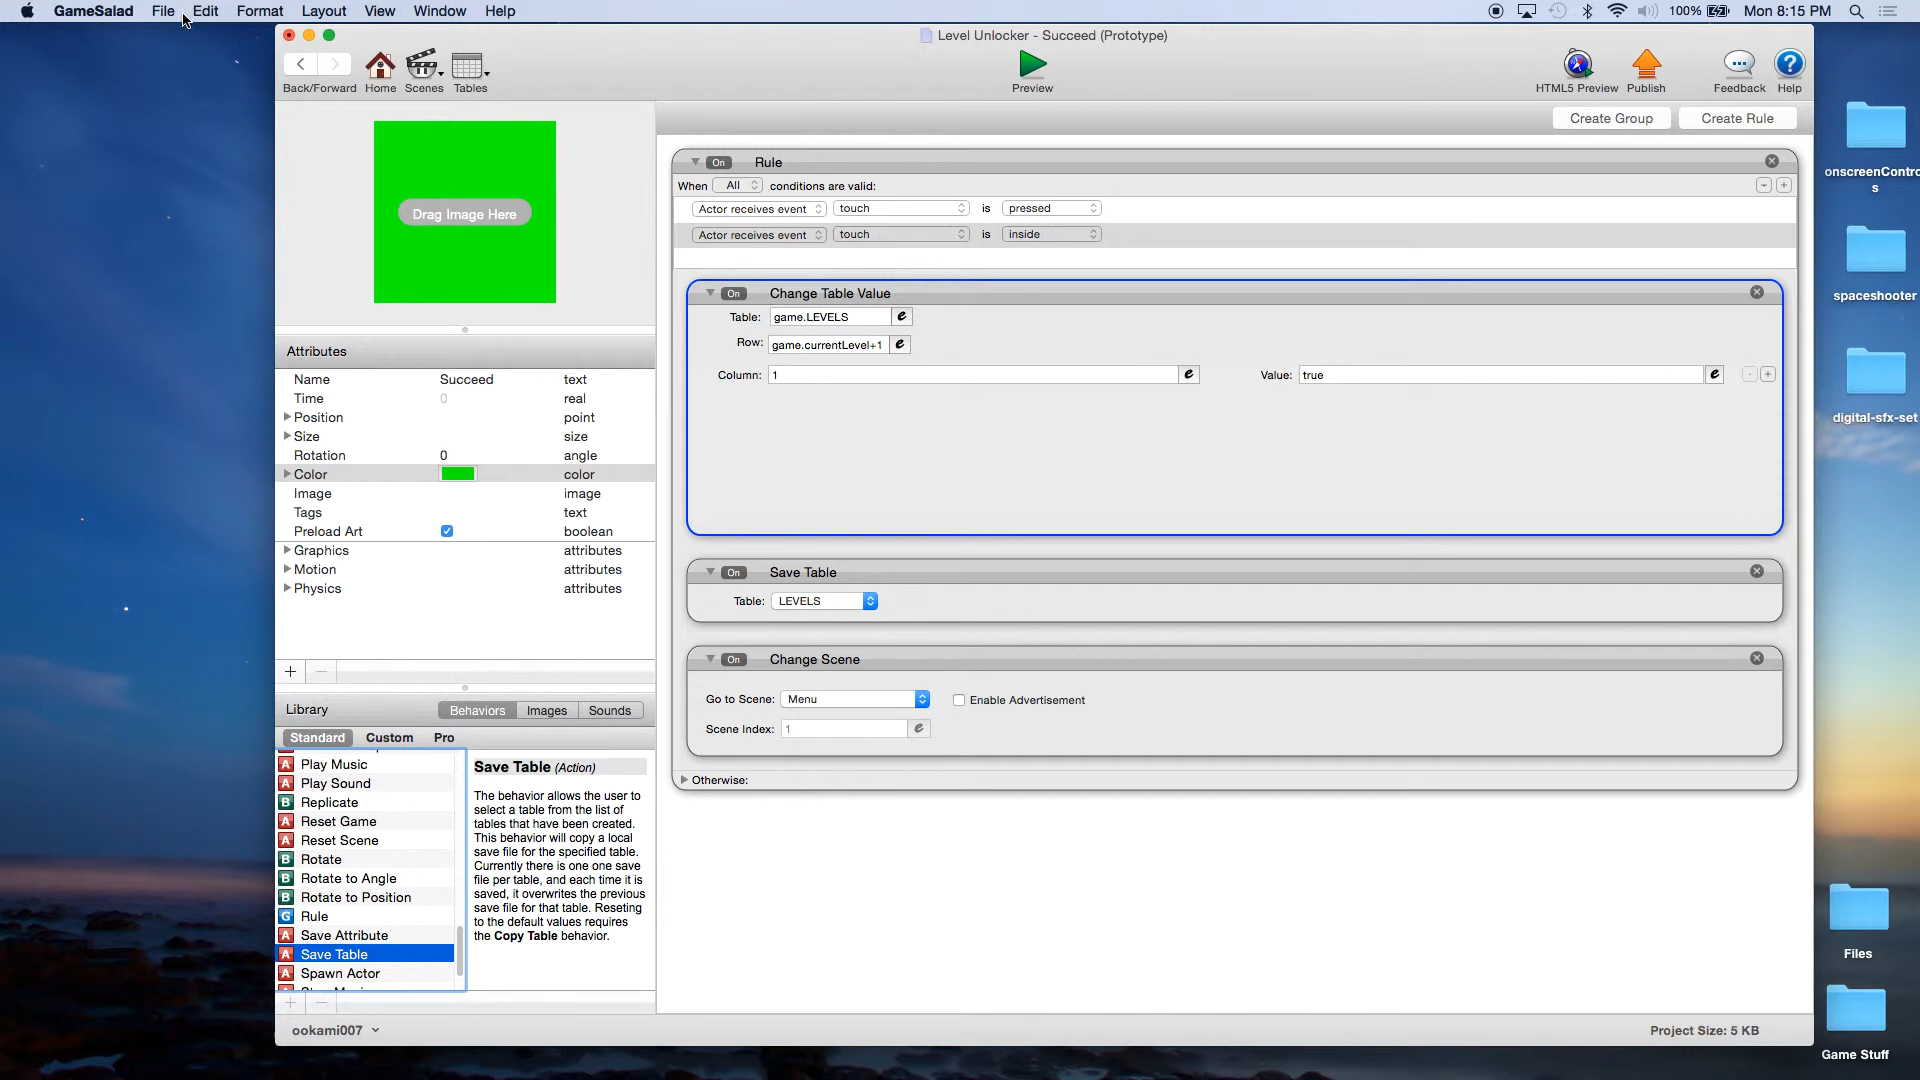 GameSalad File Edit Format Layout View Window Help 100% Mon 8:15 PM
Level Unlocker - Succeed (Prototype)
Back/Forward Home Scenes Tables Preview HTML5 Preview Publish Feedback Help
Create Group Create Rule
Drag Image Here
Attributes
Name Succeed text
Time 0 real
Position point
Size size
Rotation 0 angle
Color color
Image image
Tags text
Preload Art boolean
Graphics attributes
Motion attributes
Physics attributes
Library Behaviors Images Sounds
Standard Custom Pro
Play Music
Play Sound
Replicate
Reset Game
Reset Scene
Rotate
Rotate to Angle
Rotate to Position
Rule
Save Attribute
Save Table
Spawn Actor
Save Table (Action)
The behavior allows the user to
select a table from the list of
tables that have been created.
This behavior will copy a local
save file for the specified table.
Currently there is one one save
file per table, and each time it is
saved, it overwrites the previous
save file for that table. Reseting
to the default values requires
the Copy Table behavior.
On Rule
When All conditions are valid:
Actor receives event touch is pressed
Actor receives event touch is inside
On Change Table Value
Table: game.LEVELS e
Row: game.currentLevel+1 e
Column: 1 e Value: true e
On Save Table
Table: LEVELS
On Change Scene
Go to Scene: Menu Enable Advertisement
Scene Index: 1 e
Otherwise:
ookami007
Project Size: 5 KB
onscreenContro
s
spaceshooter
digital-sfx-set
Files
Game Stuff